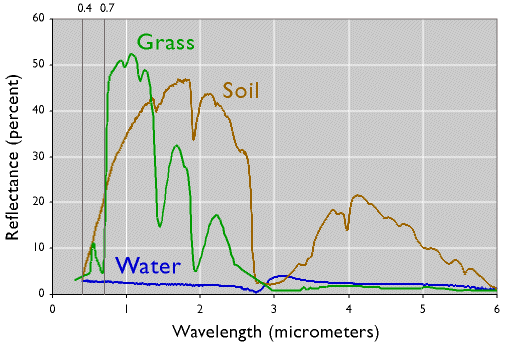 0.4 0.7
60
50
40
30
20
10
0
Reflectance (percent)
Grass
Soil
Water
0 1 2 3 4 5 6
Wavelength (micrometers)